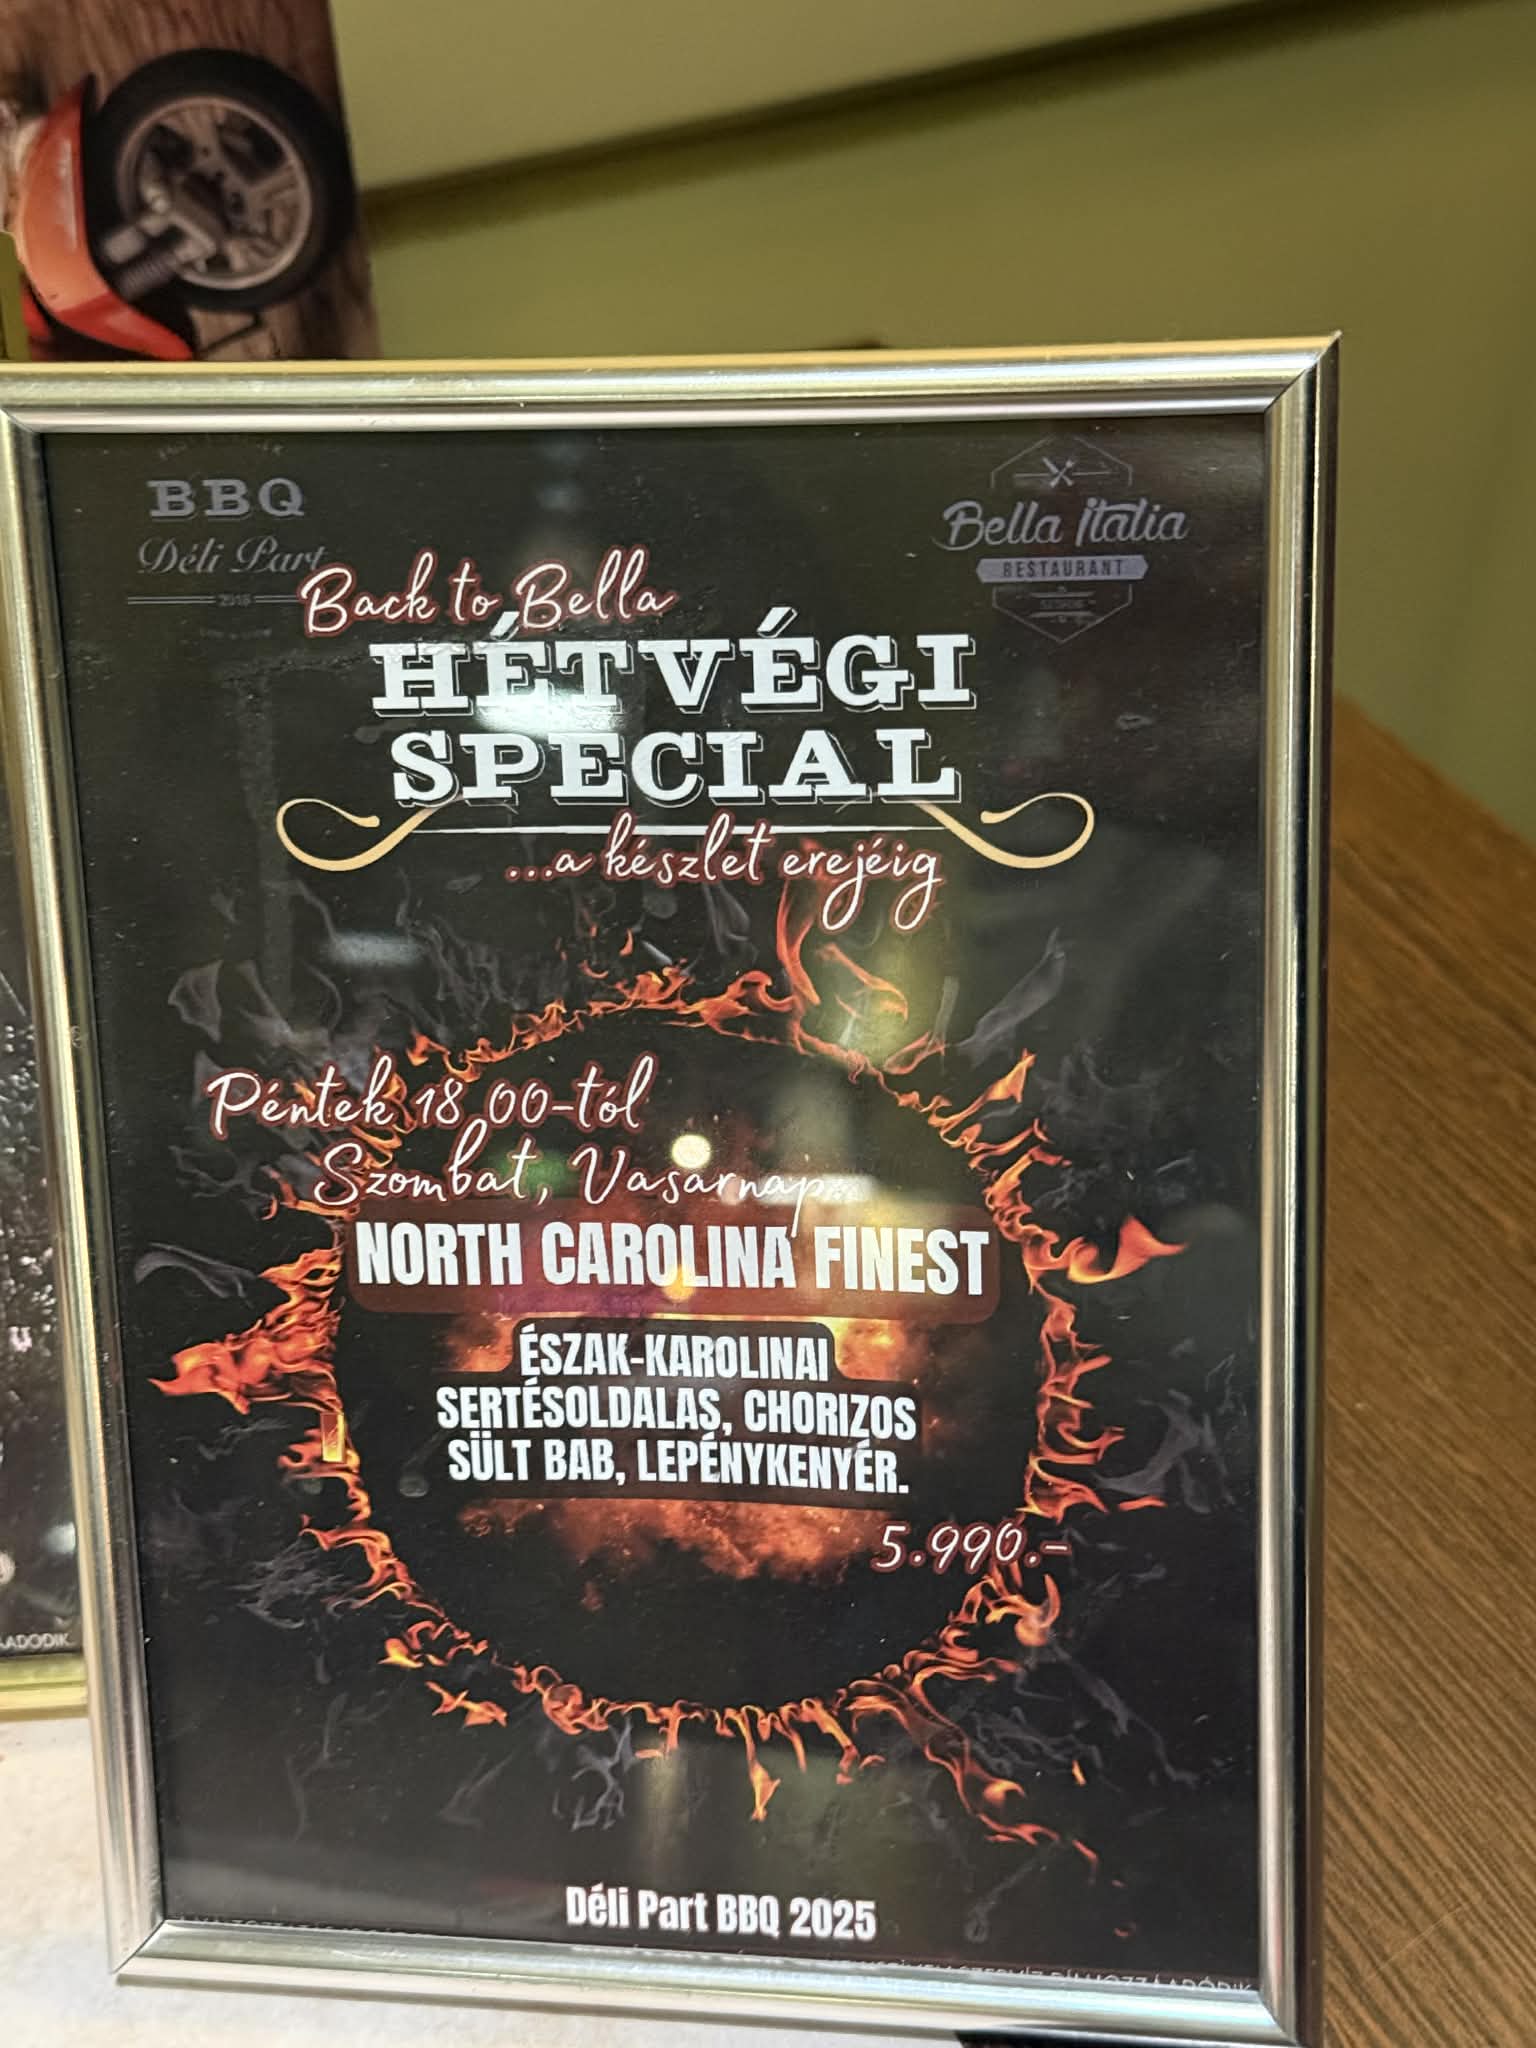 BBQ
Déli Part
Bella Italia
RESTAURANT
Back to Bella
HÉTVÉGI
SPECIAL
...a készlet erejéig
Péntek 18 00-tól
Szombat, Vasárnap
NORTH CAROLINA FINEST
ÉSZAK-KAROLINAI
SERTÉSOLDALAS, CHORIZOS
SÜLT BAB, LEPÉNYKENYÉR.
5.990.-
Déli Part BBQ 2025